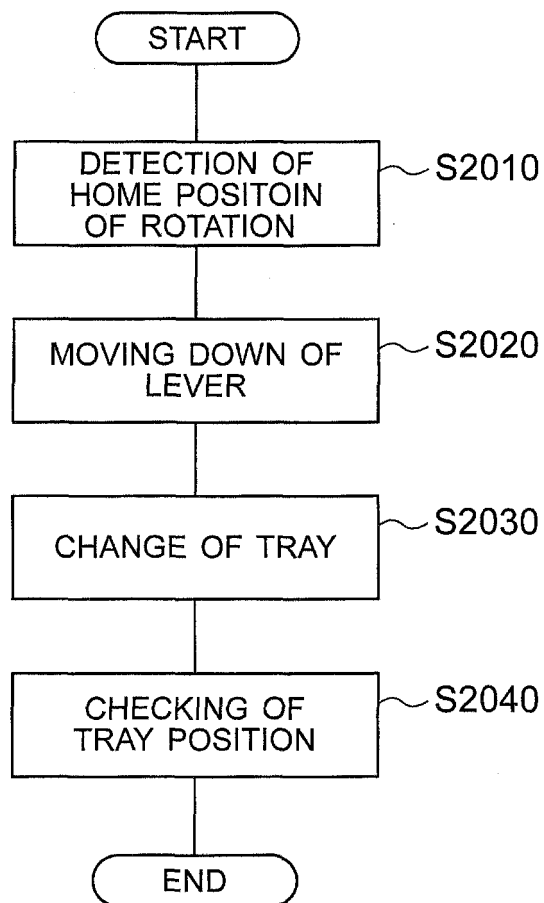 START
DETECTION OF
HOME POSITOIN
OF ROTATION
S2010
MOVING DOWN OF
LEVER
S2020
CHANGE OF TRAY
S2030
CHECKING OF
TRAY POSITION
S2040
END